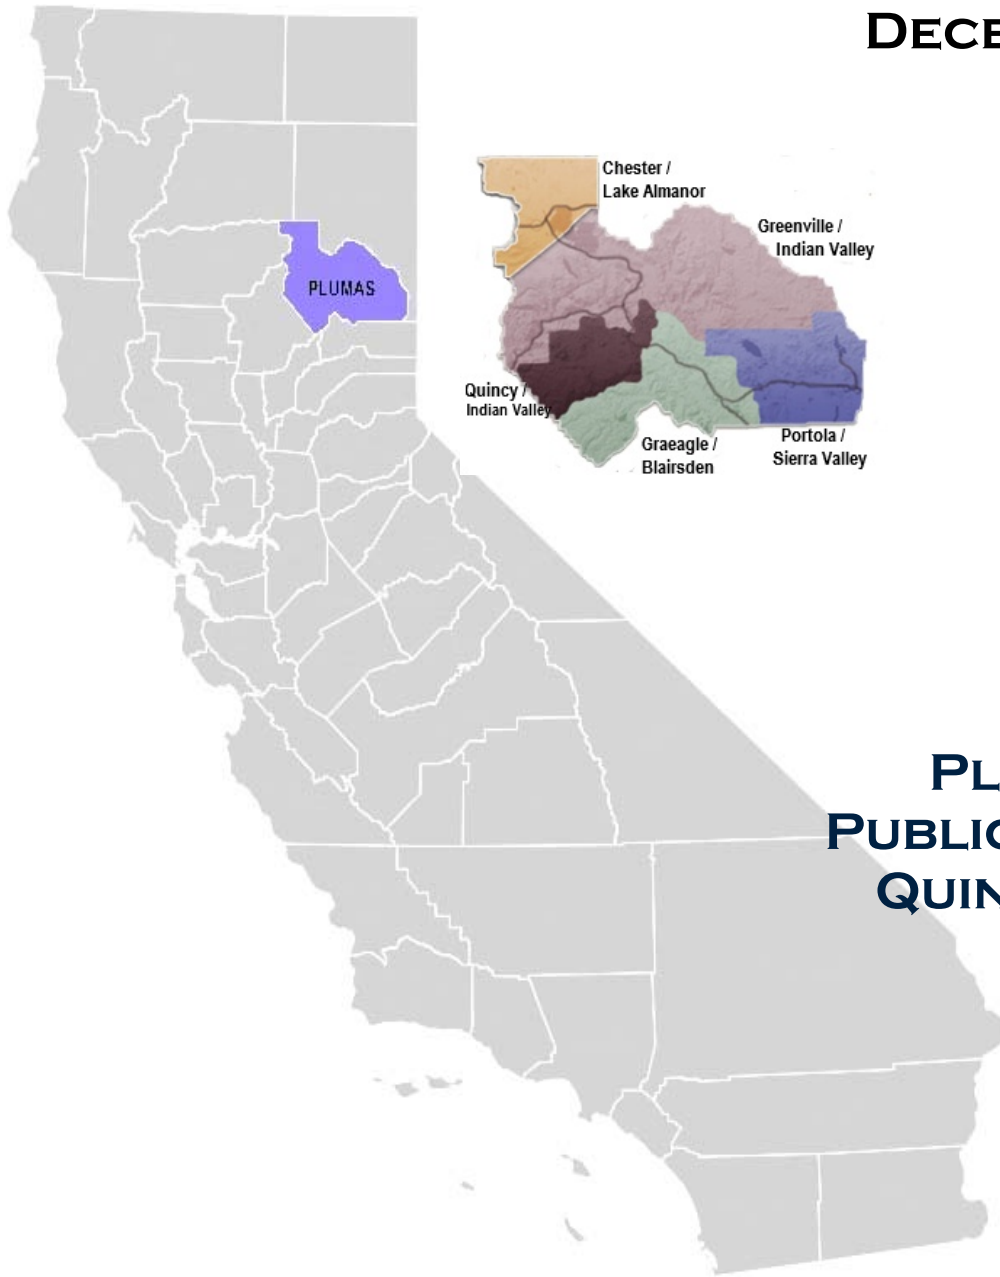 DECE
Chester /
Lake Almanor
Greenville /
Indian Valley
PLUMAS
Quincy /
Indian Valley
Graeagle /
Blairsden
Portola /
Sierra Valley
PL
PUBLIC
QUIN